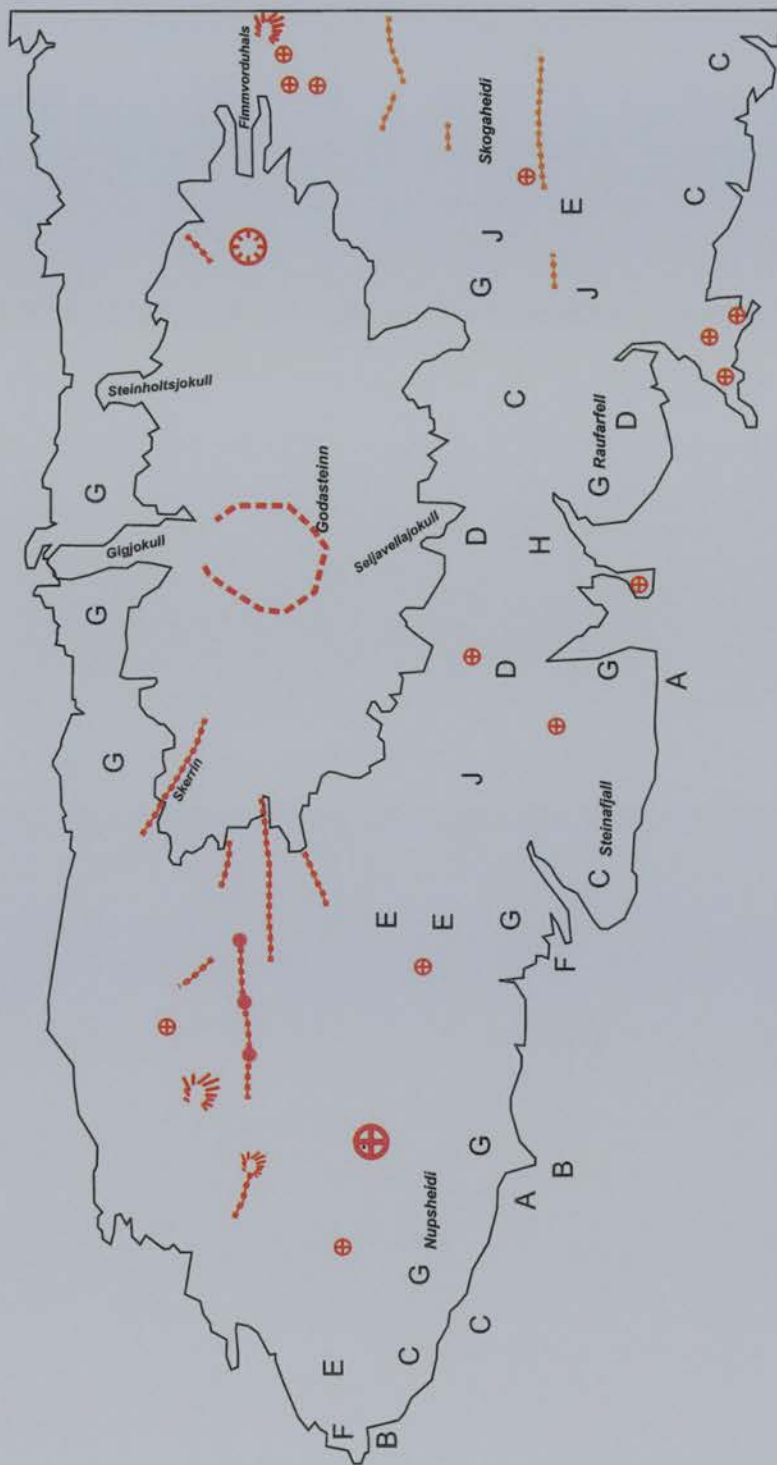 G
G
G
Steinholtsjokull
Gigjokull
Skerrin
Fimmvorduhals
Godasteinn
F
E
Seljavellajokull
B
C
E
G
Nupsheidi
E
C
G
J
D
G
J
Skogaheidi
A
G
D
C
B
F
H
E
J
C
Steinafjall
G
G
Raufarfell
D
A
C
C